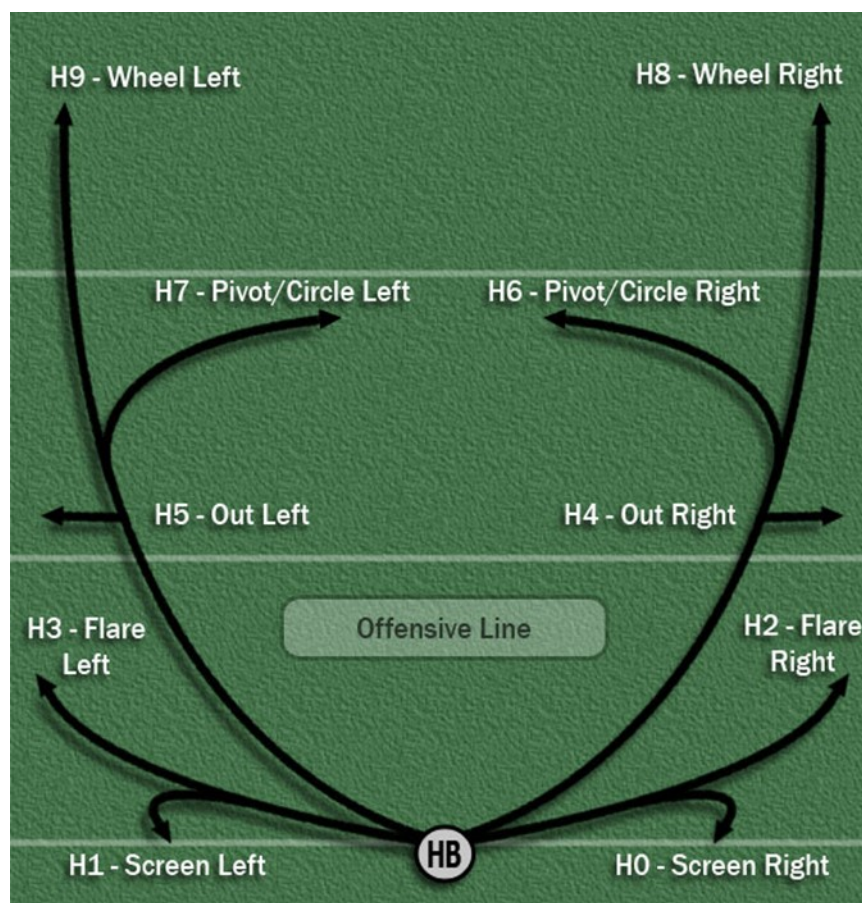 H9 - Wheel Left
H8 - Wheel Right
H7 - Pivot/Circle Left
H6 - Pivot/Circle Right
H5 - Out Left
H4 - Out Right
H3 - Flare
Left
Offensive Line
H2 - Flare
Right
HB
H1 - Screen Left
H0 - Screen Right